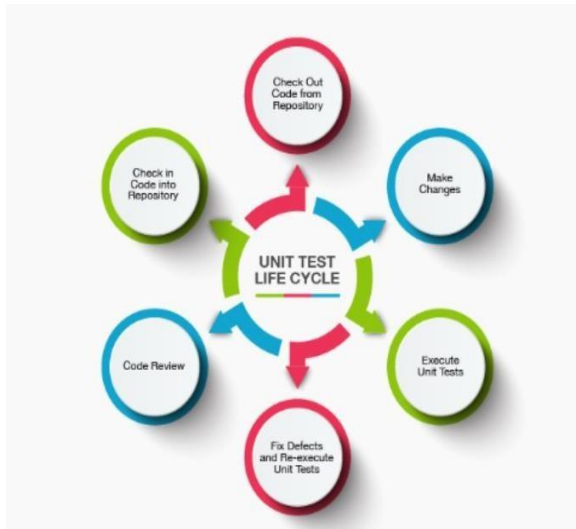 Check Out
Code from
Repository
Make
Changes
Execute
Unit Tests
Fix Defects
and Re-execute
Unit Tests
Code Review
Check in
Code into
Repository
UNIT TEST
LIFE CYCLE